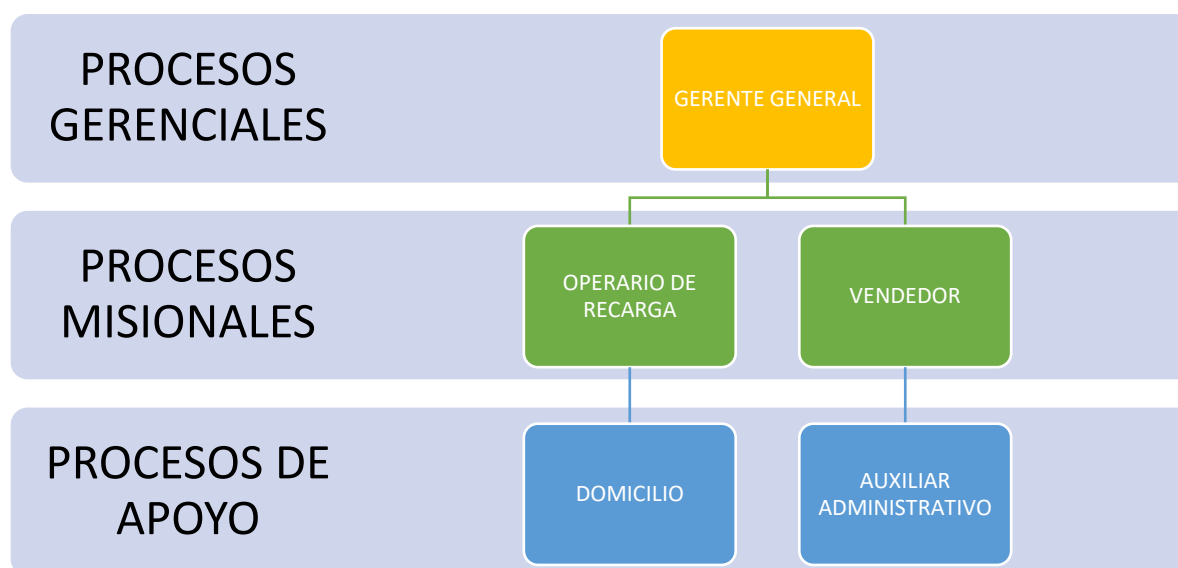 PROCESOS
GERENCIALES
GERENTE GENERAL
PROCESOS
MISIONALES
OPERARIO DE
RECARGA
VENDEDOR
PROCESOS DE
APOYO
DOMICILIO
AUXILIAR
ADMINISTRATIVO